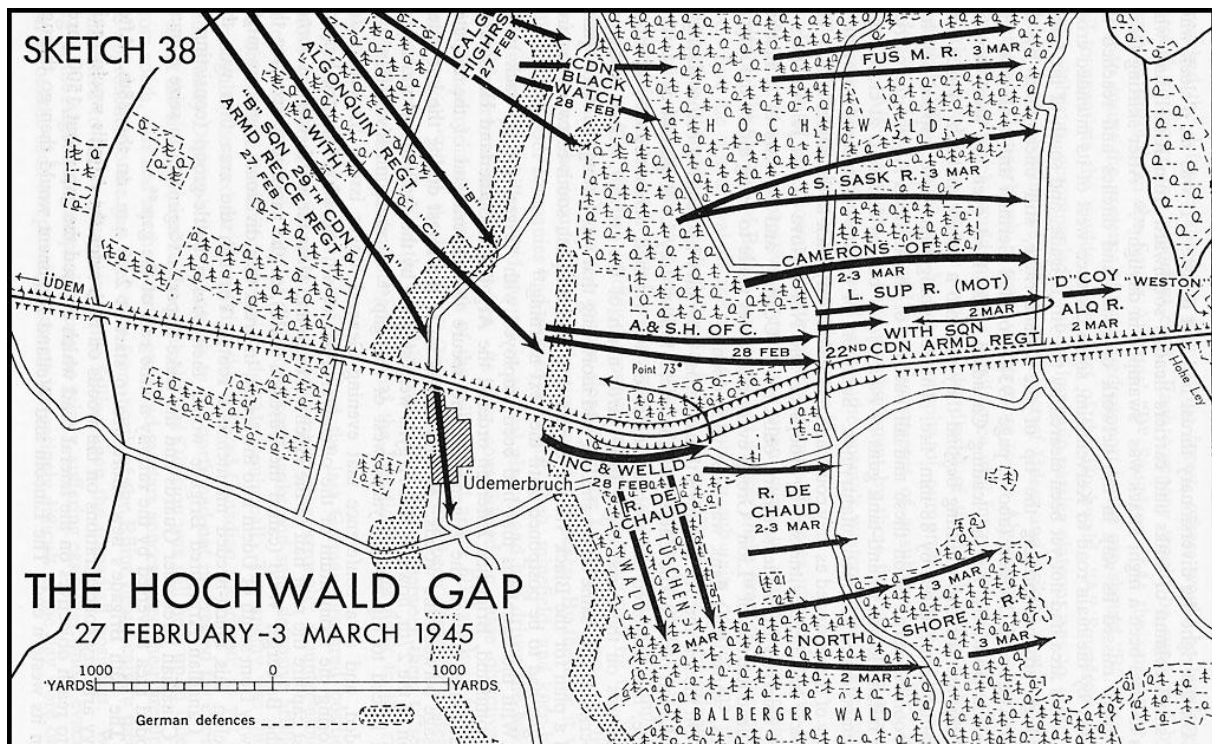 SKETCH 38
"B" SQN 29TH CDN
ARMD RECCE REGT
27 FEB
WITH
ALGONQUIN REGT
"A"
"C"
"B"
"D"
CALG
HIGHRS
27 FEB
CDN
BLACK
WATCH
28 FEB
FUS M. R. 3 MAR
HOCHWALD
S. SASK R. 3 MAR
CAMERONS OF C.
2-3 MAR
L. SUP R. (MOT)
2 MAR
"D" COY
ALQ R.
2 MAR
"WESTON"
WITH SQN
22ND CDN ARMD REGT
A. & S.H. OF C.
28 FEB
Point 73
ÜDEM
Hohe Ley
LINC & WELLD
28 FEB
Üdemerbruch
R. DE
CHAUD
2 MAR
TÜSCHEN
WALD
R. DE
CHAUD
2-3 MAR
NORTH
SHORE
R.
2 MAR
3 MAR
3 MAR
BALBERGER WALD
THE HOCHWALD GAP
27 FEBRUARY-3 MARCH 1945
1000 0 1000
YARDS YARDS
German defences